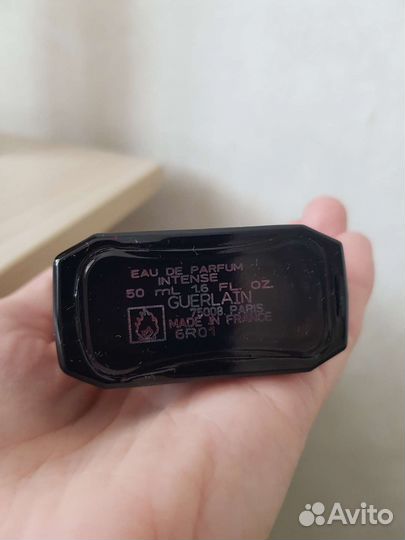 EAU DE PARFUM
INTENSE
50 mL 1.6 FL. OZ.
GUERLAIN
75008 PARIS
MADE IN FRANCE
6R01
Avito